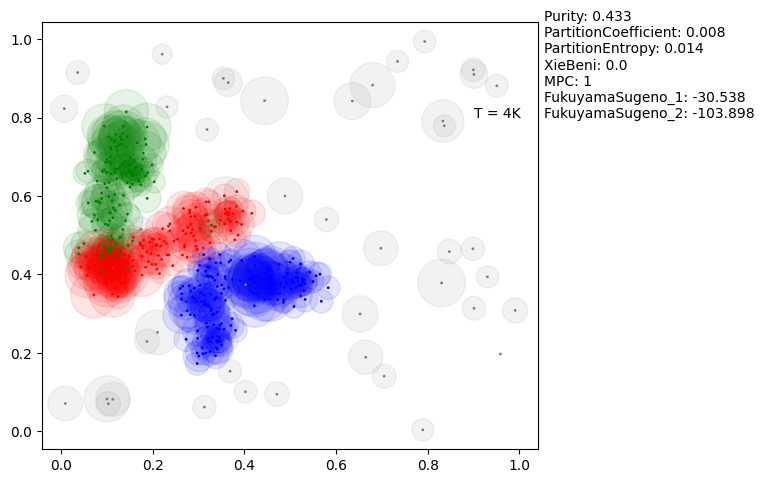 Purity: 0.433
PartitionCoefficient: 0.008
PartitionEntropy: 0.014
XieBeni: 0.0
MPC: 1
FukuyamaSugeno_1: -30.538
FukuyamaSugeno_2: -103.898
T = 4K
1.0
0.8
0.6
0.4
0.2
0.0
0.0 0.2 0.4 0.6 0.8 1.0